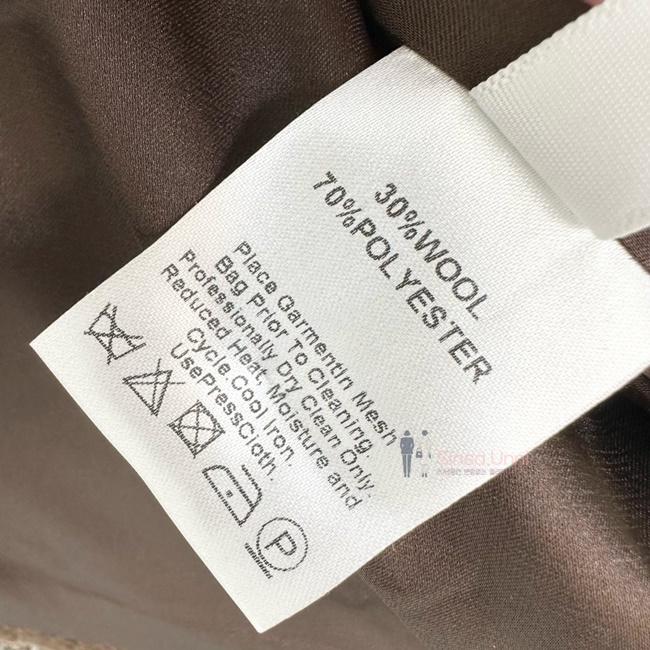 30%WOOL
70%POLYESTER
Place Garmentin Mesh
Bag Prior To Cleaning.
Professionally Dry Clean Only.
Reduced Heat, Moisture and
Cycle.Cool Iron.
UsePressCloth.
P